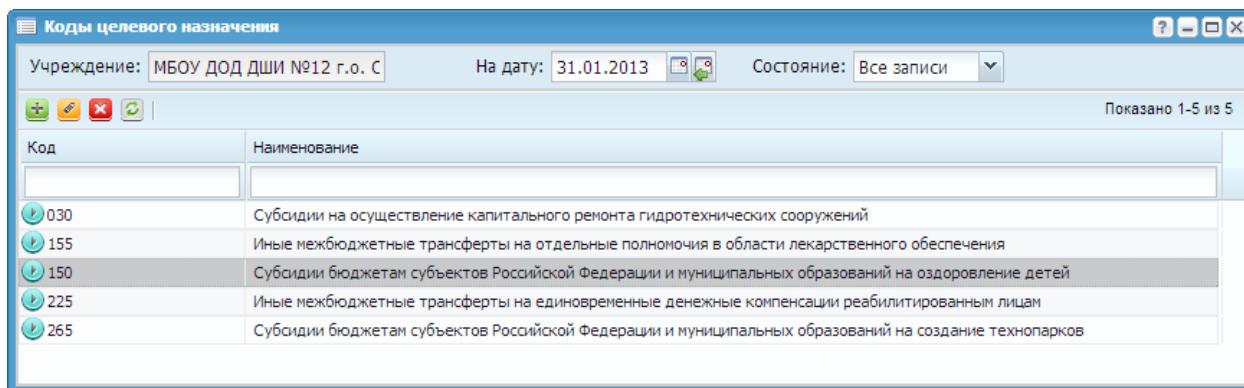 Коды целевого назначения
Учреждение: МБОУ ДОД ДШИ №12 г.о. С На дату: 31.01.2013 Состояние: Все записи
Показано 1-5 из 5
Код Наименование
030 Субсидии на осуществление капитального ремонта гидротехнических сооружений
155 Иные межбюджетные трансферты на отдельные полномочия в области лекарственного обеспечения
150 Субсидии бюджетам субъектов Российской Федерации и муниципальных образований на оздоровление детей
225 Иные межбюджетные трансферты на единовременные денежные компенсации реабилитированным лицам
265 Субсидии бюджетам субъектов Российской Федерации и муниципальных образований на создание технопарков